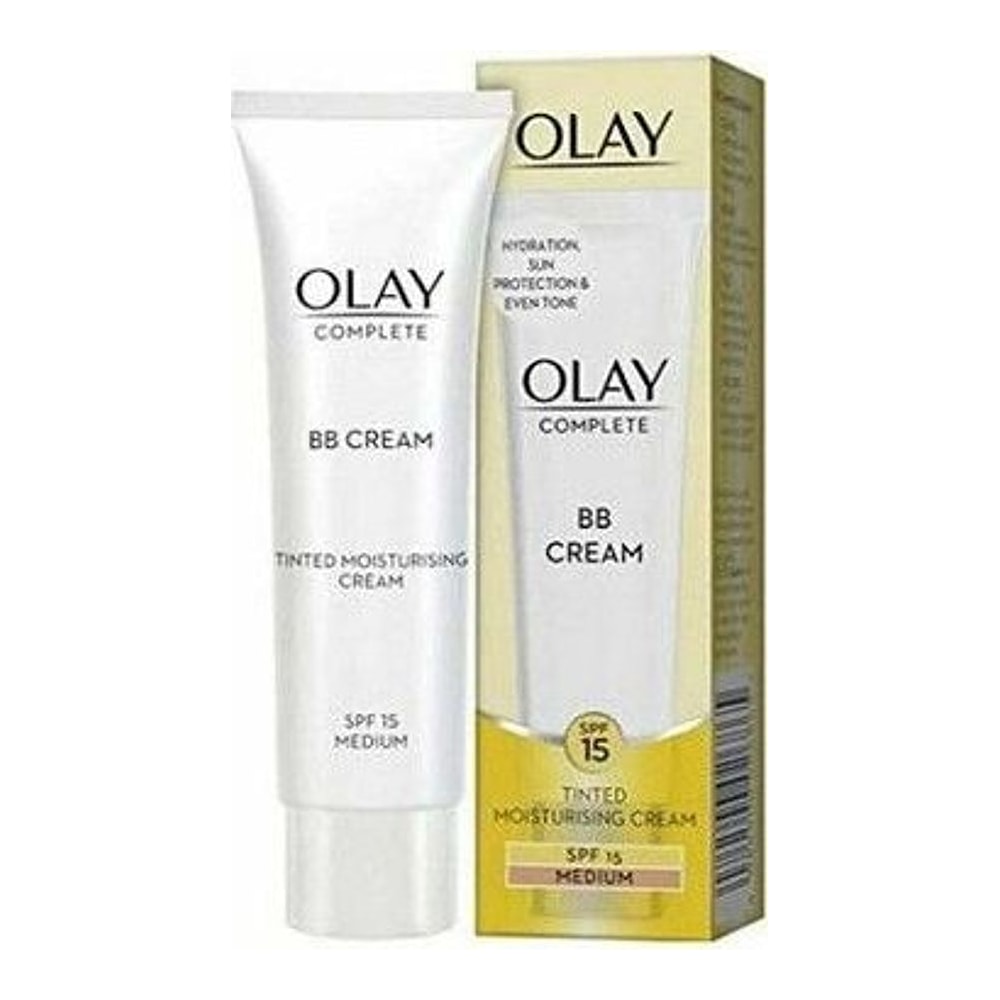 OLAY
COMPLETE
BB CREAM
TINTED MOISTURISING
CREAM
SPF 15
MEDIUM
OLAY
HYDRATION,
SUN
PROTECTION &
EVEN TONE
OLAY
COMPLETE
BB
CREAM
SPF
15
TINTED
MOISTURISING CREAM
SPF 15
MEDIUM